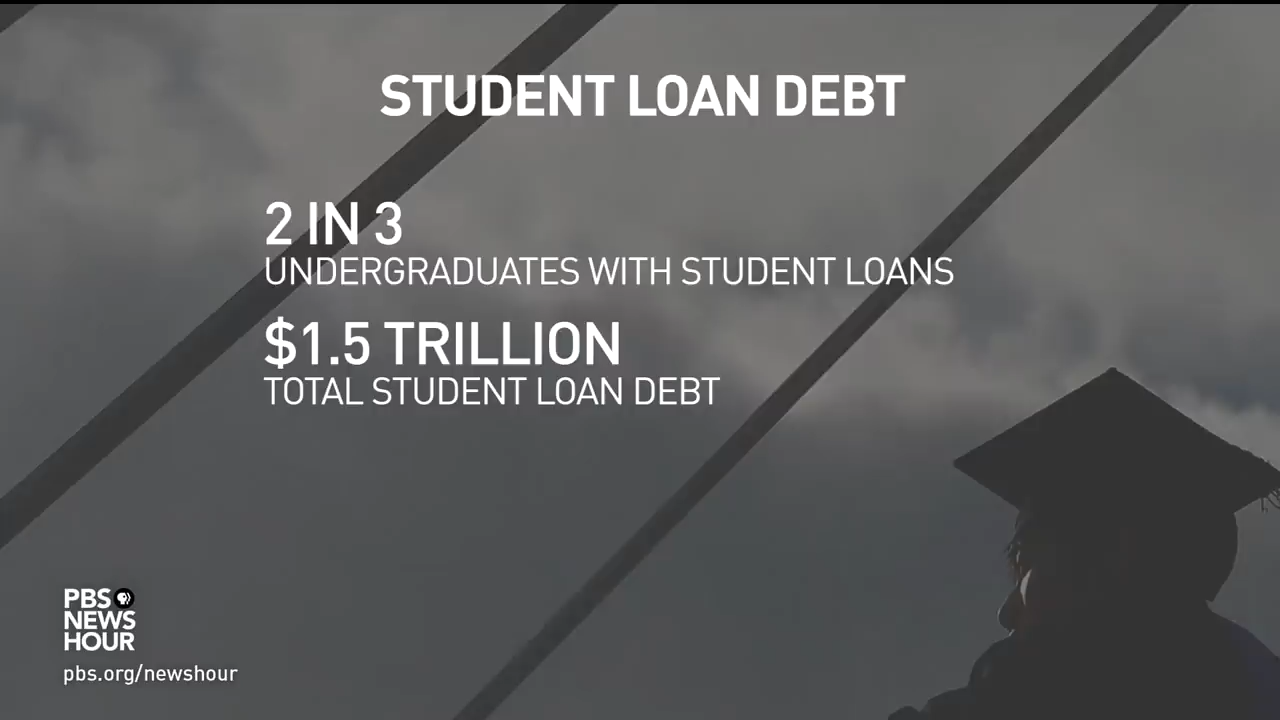 STUDENT LOAN DEBT
2 IN 3
UNDERGRADUATES WITH STUDENT LOANS
$1.5 TRILLION
TOTAL STUDENT LOAN DEBT
PBS
NEWS
HOUR
pbs.org/newshour